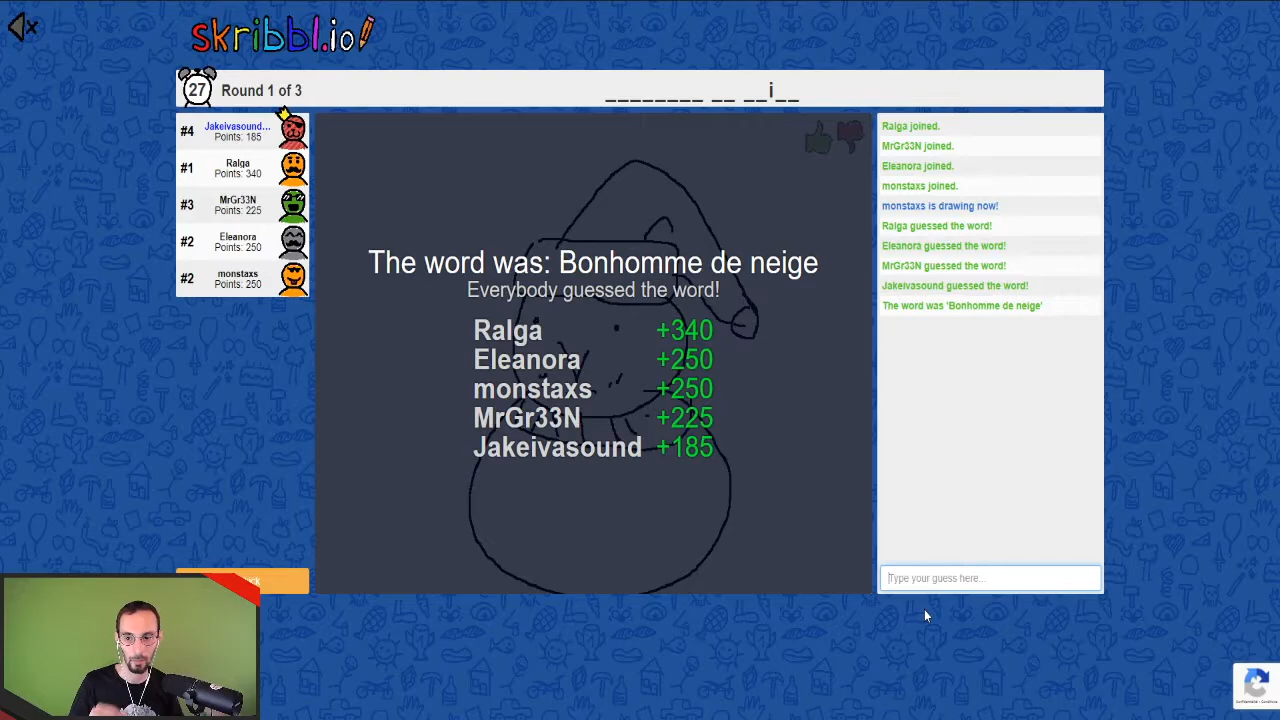 skribbl.io
27
Round 1 of 3
________ __ __i__
#4
Jakeivasound...
Points: 185
#1
Ralga
Points: 340
#3
MrGr33N
Points: 225
#2
Eleanora
Points: 250
#2
monstaxs
Points: 250
The word was: Bonhomme de neige
Everybody guessed the word!
Ralga +340
Eleanora +250
monstaxs +250
MrGr33N +225
Jakeivasound +185
Ralga joined.
MrGr33N joined.
Eleanora joined.
monstaxs joined.
monstaxs is drawing now!
Ralga guessed the word!
Eleanora guessed the word!
MrGr33N guessed the word!
Jakeivasound guessed the word!
The word was 'Bonhomme de neige'
Type your guess here...